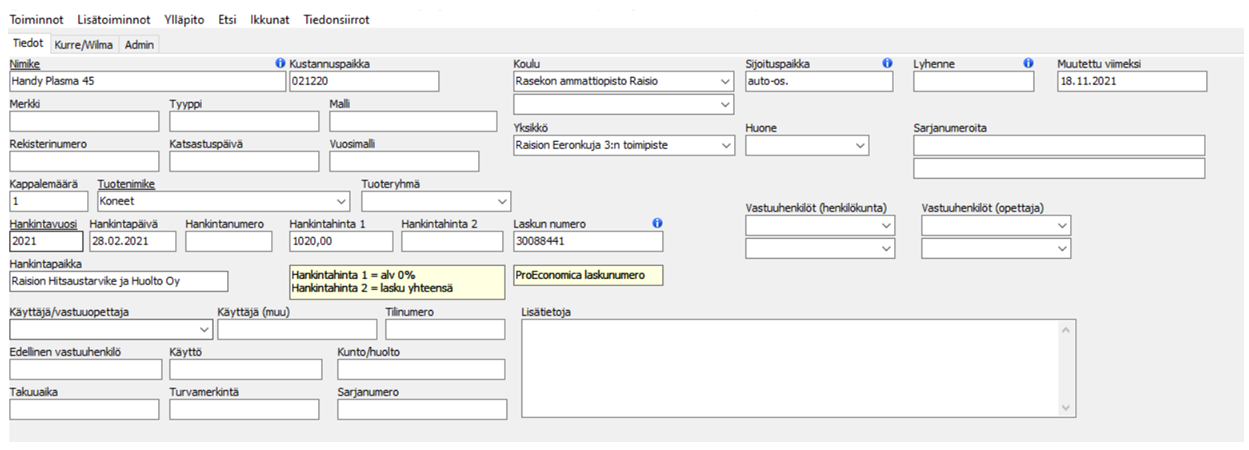 Toiminnot Lisätoiminnot Ylläpito Etsi Ikkunat Tiedonsiirrot
Tiedot Kurre/Wilma Admin
Nimike Kustannuspaikka Koulu Sijoituspaikka Lyhenne Muutettu viimeksi
Handy Plasma 45 021220 Rasekon ammattiopisto Raisio auto-os. 18.11.2021
Merkki Tyyppi Malli
Yksikkö Huone Sarjanumeroita
Rekisterinumero Katsastuspäivä Vuosimalli Raision Eeronkuja 3:n toimipiste
Kappalemäärä Tuotenimike Tuoteryhmä
1 Koneet
Vastuuhenkilöt (henkilökunta) Vastuuhenkilöt (opettaja)
Hankintavuosi Hankintapäivä Hankintanumero Hankintahinta 1 Hankintahinta 2 Laskun numero
2021 28.02.2021 1020,00 30088441
Hankintapaikka
Raision Hitsaustarvike ja Huolto Oy
Hankintahinta 1 = alv 0%
Hankintahinta 2 = lasku yhteensä
ProEconomica laskunumero
Käyttäjä/vastuuopettaja Käyttäjä (muu) Tilinumero Lisätietoja
Edellinen vastuuhenkilö Käyttö Kunto/huolto
Takuuaika Turvamerkintä Sarjanumero